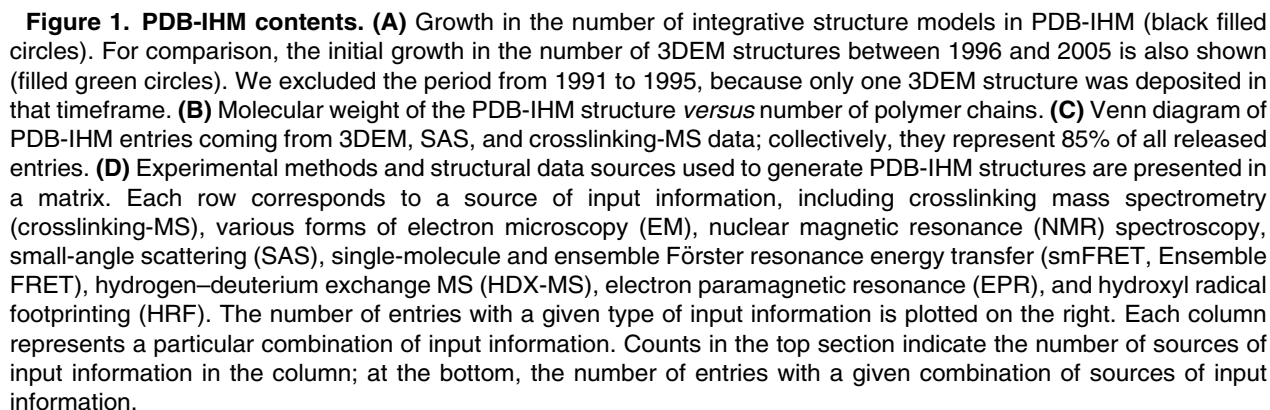 Figure 1. PDB-IHM contents. (A) Growth in the number of integrative structure models in PDB-IHM (black filled
circles). For comparison, the initial growth in the number of 3DEM structures between 1996 and 2005 is also shown
(filled green circles). We excluded the period from 1991 to 1995, because only one 3DEM structure was deposited in
that timeframe. (B) Molecular weight of the PDB-IHM structure versus number of polymer chains. (C) Venn diagram of
PDB-IHM entries coming from 3DEM, SAS, and crosslinking-MS data; collectively, they represent 85% of all released
entries. (D) Experimental methods and structural data sources used to generate PDB-IHM structures are presented in
a matrix. Each row corresponds to a source of input information, including crosslinking mass spectrometry
(crosslinking-MS), various forms of electron microscopy (EM), nuclear magnetic resonance (NMR) spectroscopy,
small-angle scattering (SAS), single-molecule and ensemble Förster resonance energy transfer (smFRET, Ensemble
FRET), hydrogen–deuterium exchange MS (HDX-MS), electron paramagnetic resonance (EPR), and hydroxyl radical
footprinting (HRF). The number of entries with a given type of input information is plotted on the right. Each column
represents a particular combination of input information. Counts in the top section indicate the number of sources of
input information in the column; at the bottom, the number of entries with a given combination of sources of input
information.